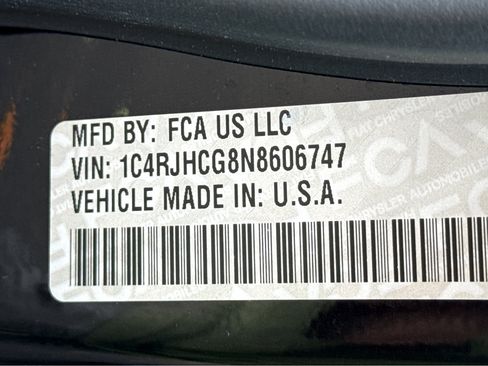 MFD BY: FCA US LLC
VIN: 1C4RJHCG8N8606747
VEHICLE MADE IN: U.S.A.